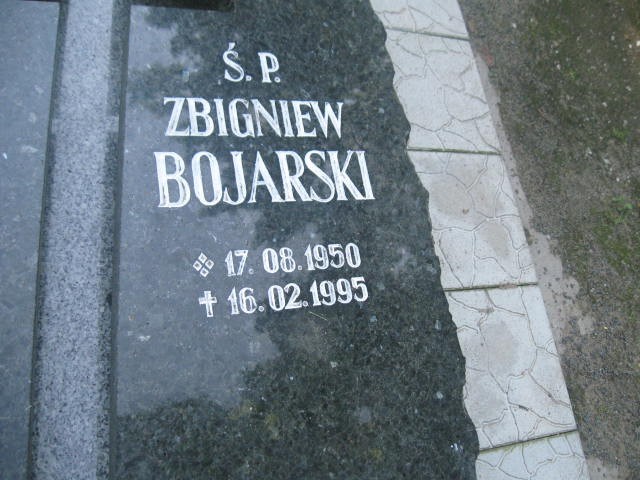 Ś. P.
ZBIGNIEW
BOJARSKI
17. 08. 1950
16. 02. 1995